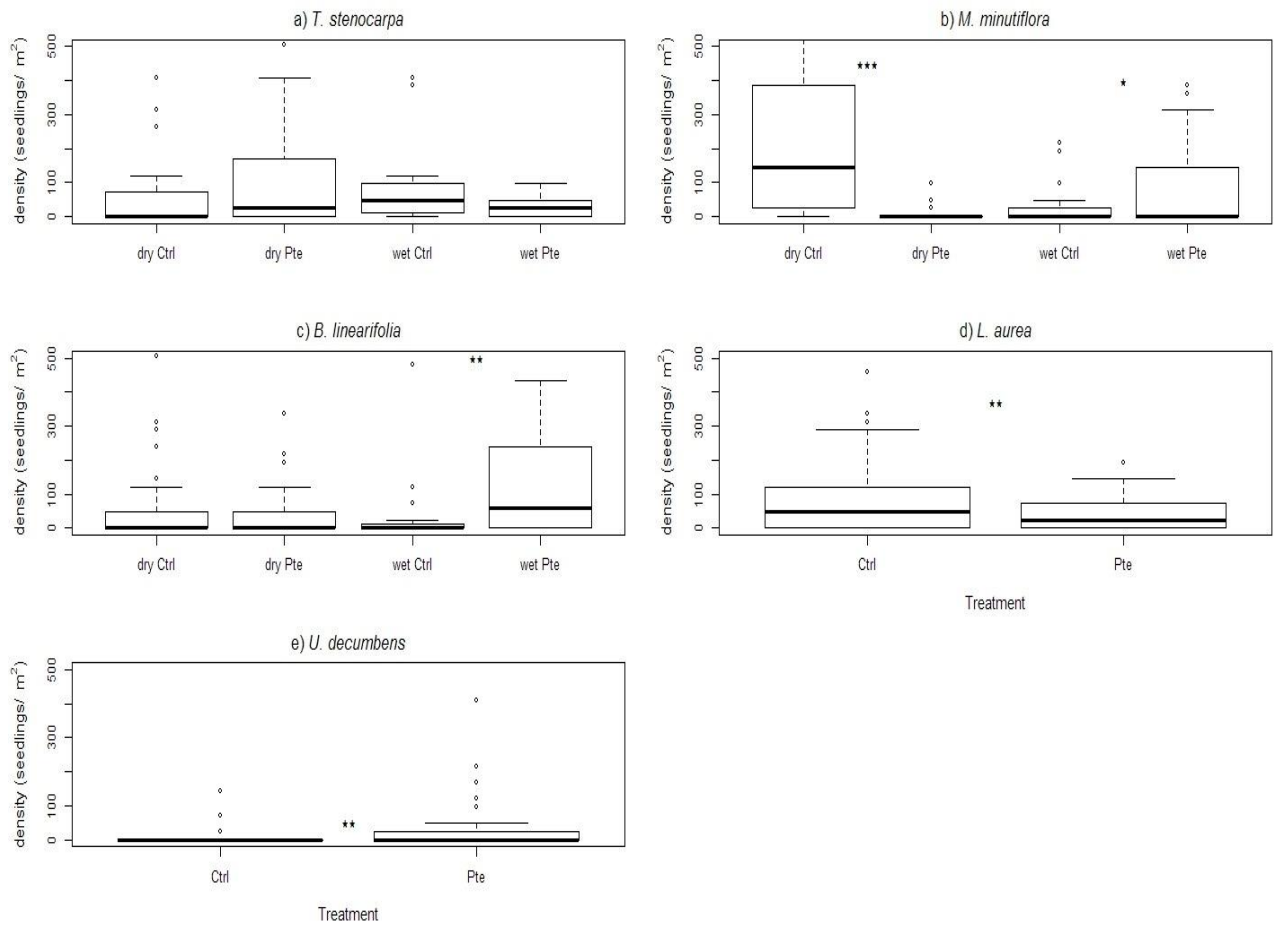 a) T. stenocarpa
density (seedlings/ m²)
500
300
100
0
dry Ctrl
dry Pte
wet Ctrl
wet Pte
b) M. minutiflora
density (seedlings/ m²)
500
300
100
0
***
*
dry Ctrl
dry Pte
wet Ctrl
wet Pte
c) B. linearifolia
density (seedlings/ m²)
500
300
100
0
**
dry Ctrl
dry Pte
wet Ctrl
wet Pte
d) L. aurea
density (seedlings/ m²)
500
300
100
0
**
Ctrl
Pte
Treatment
e) U. decumbens
density (seedlings/ m²)
500
300
100
0
**
Ctrl
Pte
Treatment